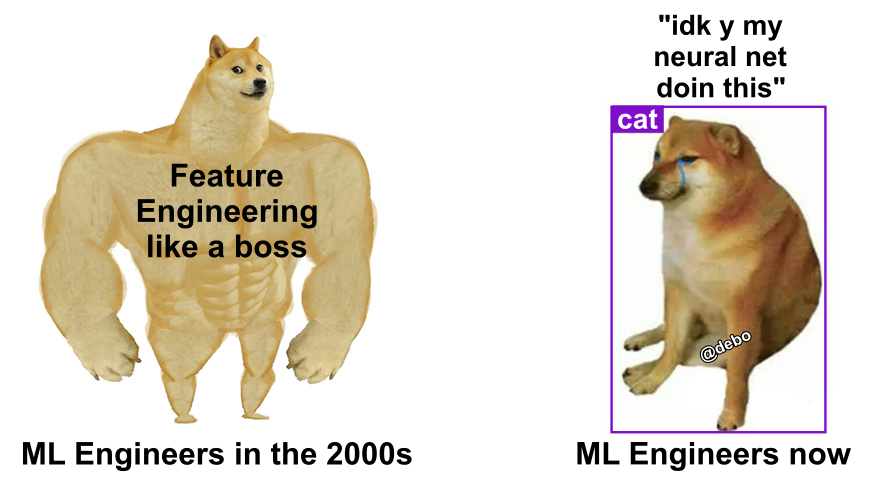 "idk y my
neural net
doin this"
cat
Feature
Engineering
like a boss
@debo
ML Engineers in the 2000s
ML Engineers now